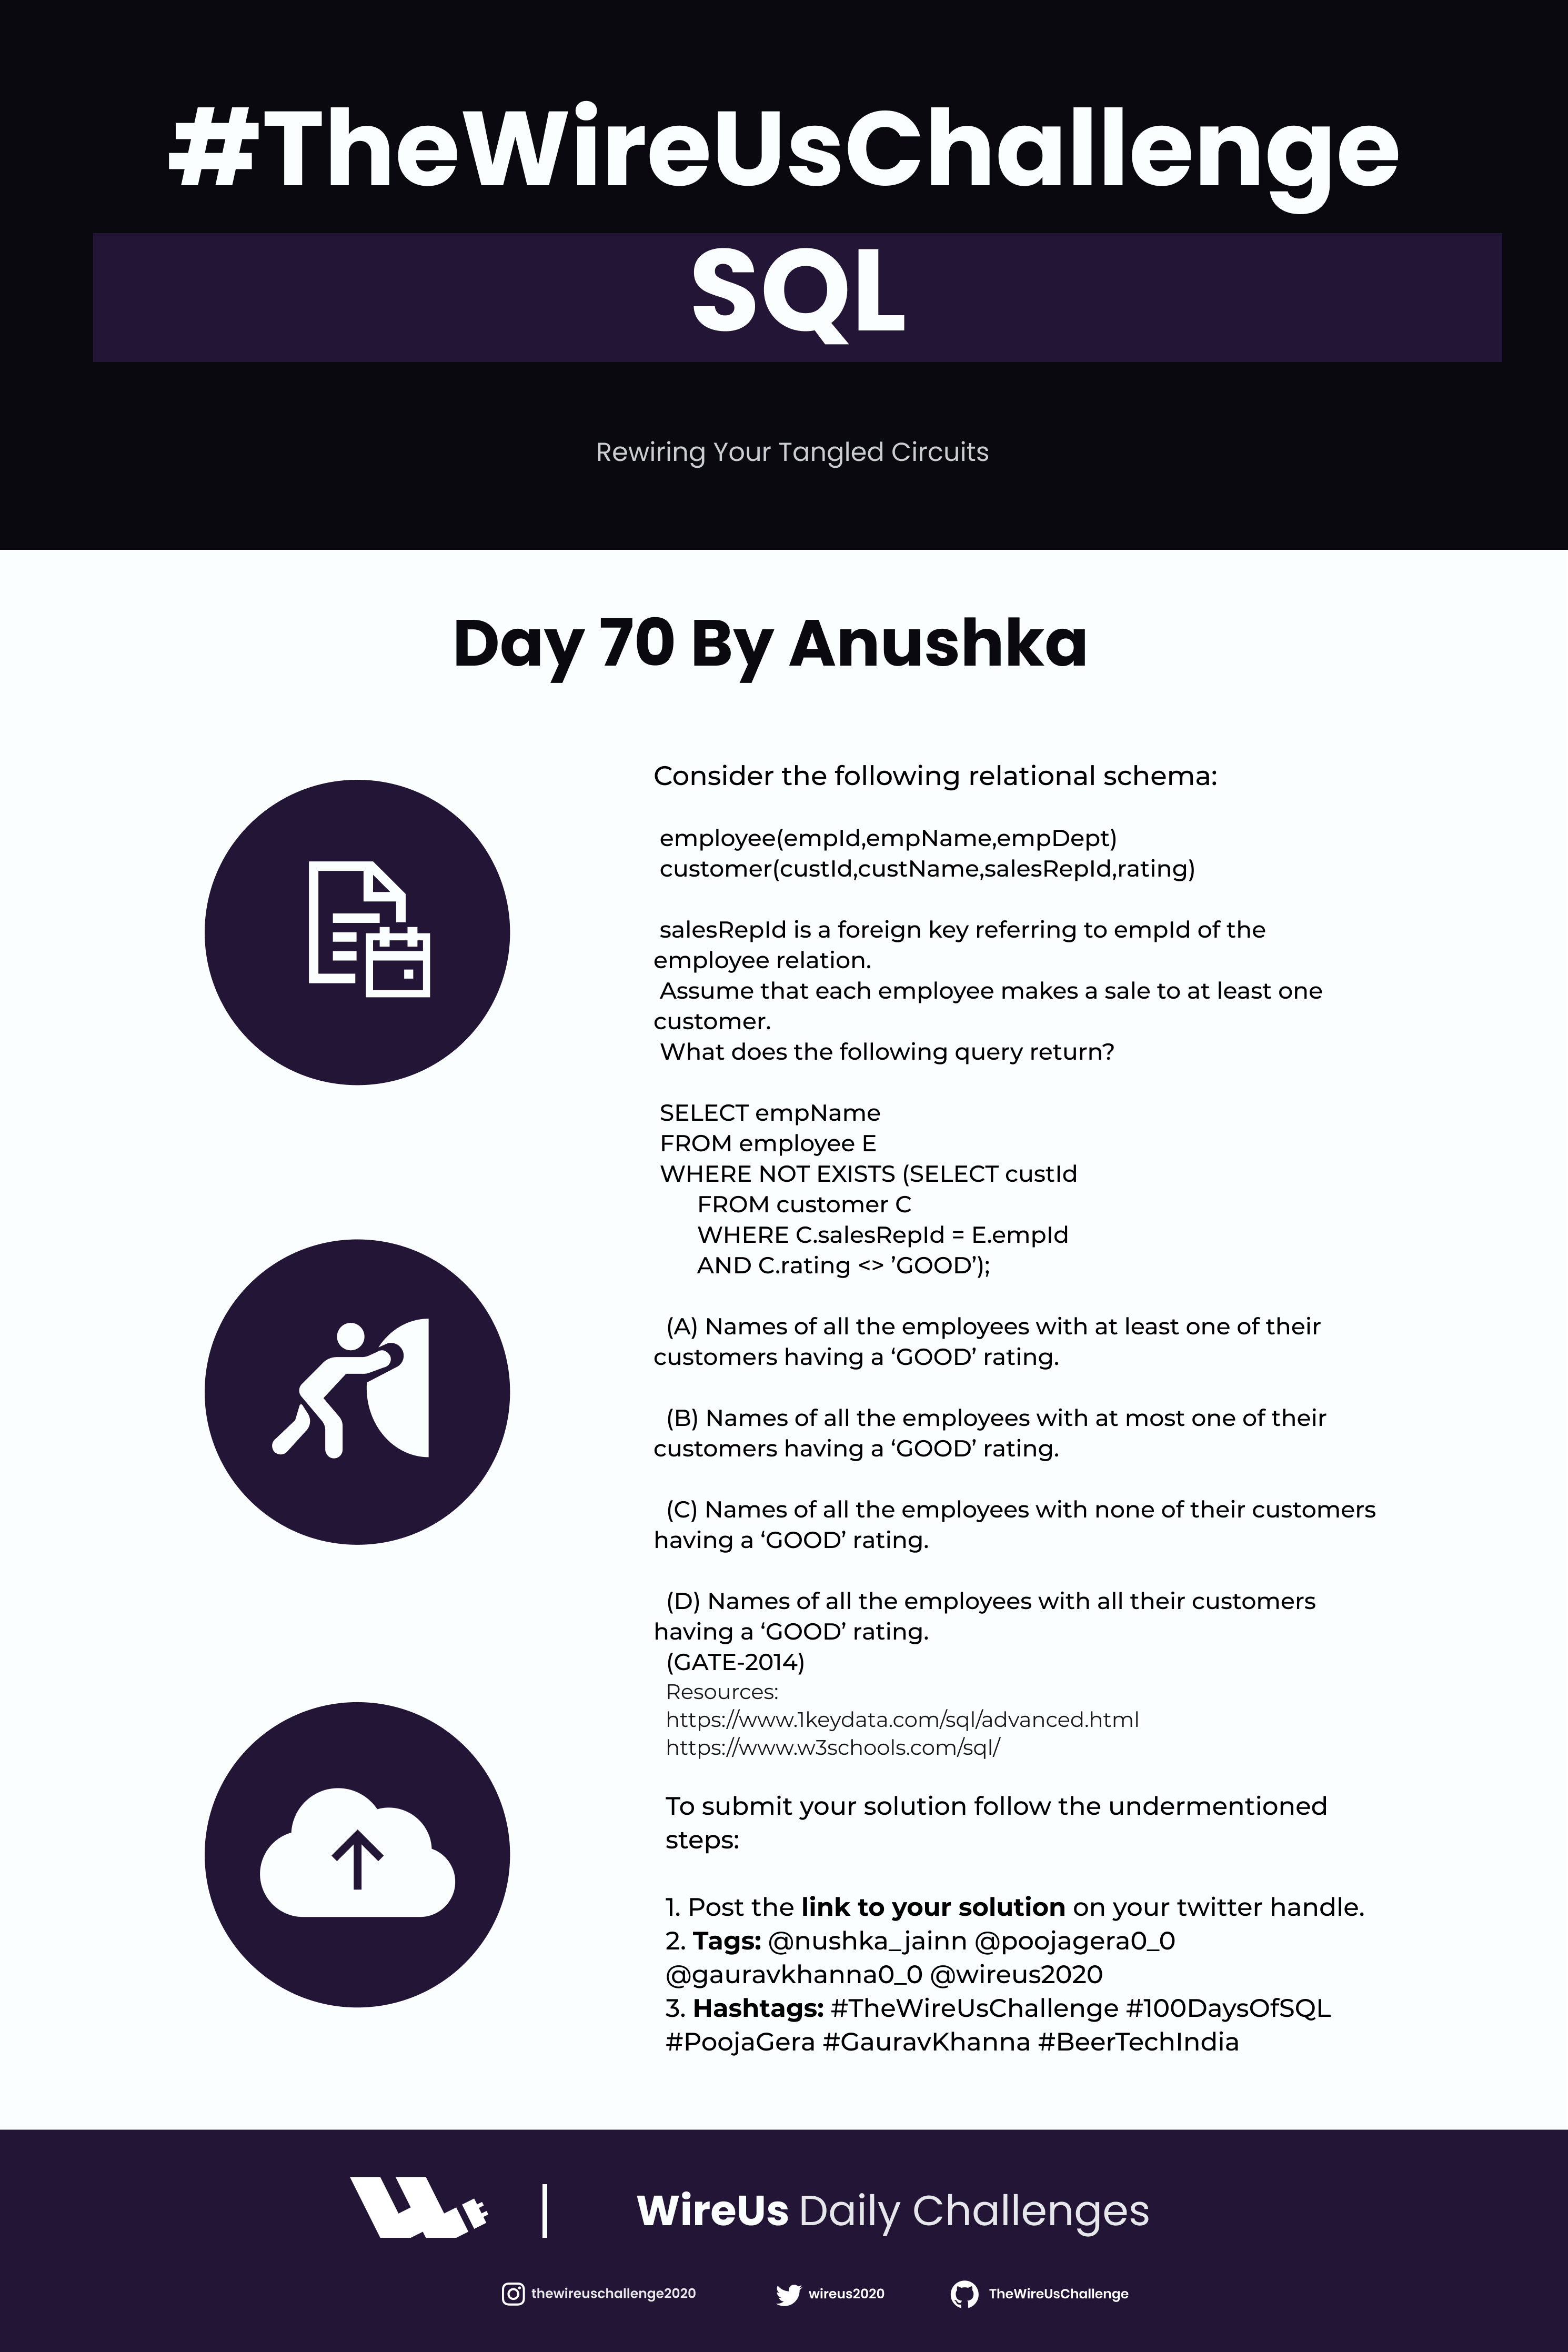 #TheWireUsChallenge
SQL
Rewiring Your Tangled Circuits
Day 70 By Anushka
Consider the following relational schema:
employee(empId,empName,empDept)
customer(custId,custName,salesRepId,rating)
salesRepId is a foreign key referring to empId of the
employee relation.
Assume that each employee makes a sale to at least one
customer.
What does the following query return?
SELECT empName
FROM employee E
WHERE NOT EXISTS (SELECT custId
FROM customer C
WHERE C.salesRepId = E.empId
AND C.rating <> ’GOOD’);
(A) Names of all the employees with at least one of their
customers having a ‘GOOD’ rating.
(B) Names of all the employees with at most one of their
customers having a ‘GOOD’ rating.
(C) Names of all the employees with none of their customers
having a ‘GOOD’ rating.
(D) Names of all the employees with all their customers
having a ‘GOOD’ rating.
(GATE-2014)
Resources:
https://www.1keydata.com/sql/advanced.html
https://www.w3schools.com/sql/
To submit your solution follow the undermentioned
steps:
1. Post the link to your solution on your twitter handle.
2. Tags: @nushka_jainn @poojagera0_0
@gauravkhanna0_0 @wireus2020
3. Hashtags: #TheWireUsChallenge #100DaysOfSQL
#PoojaGera #GauravKhanna #BeerTechIndia
WireUs Daily Challenges
thewireuschallenge2020
wireus2020
TheWireUsChallenge